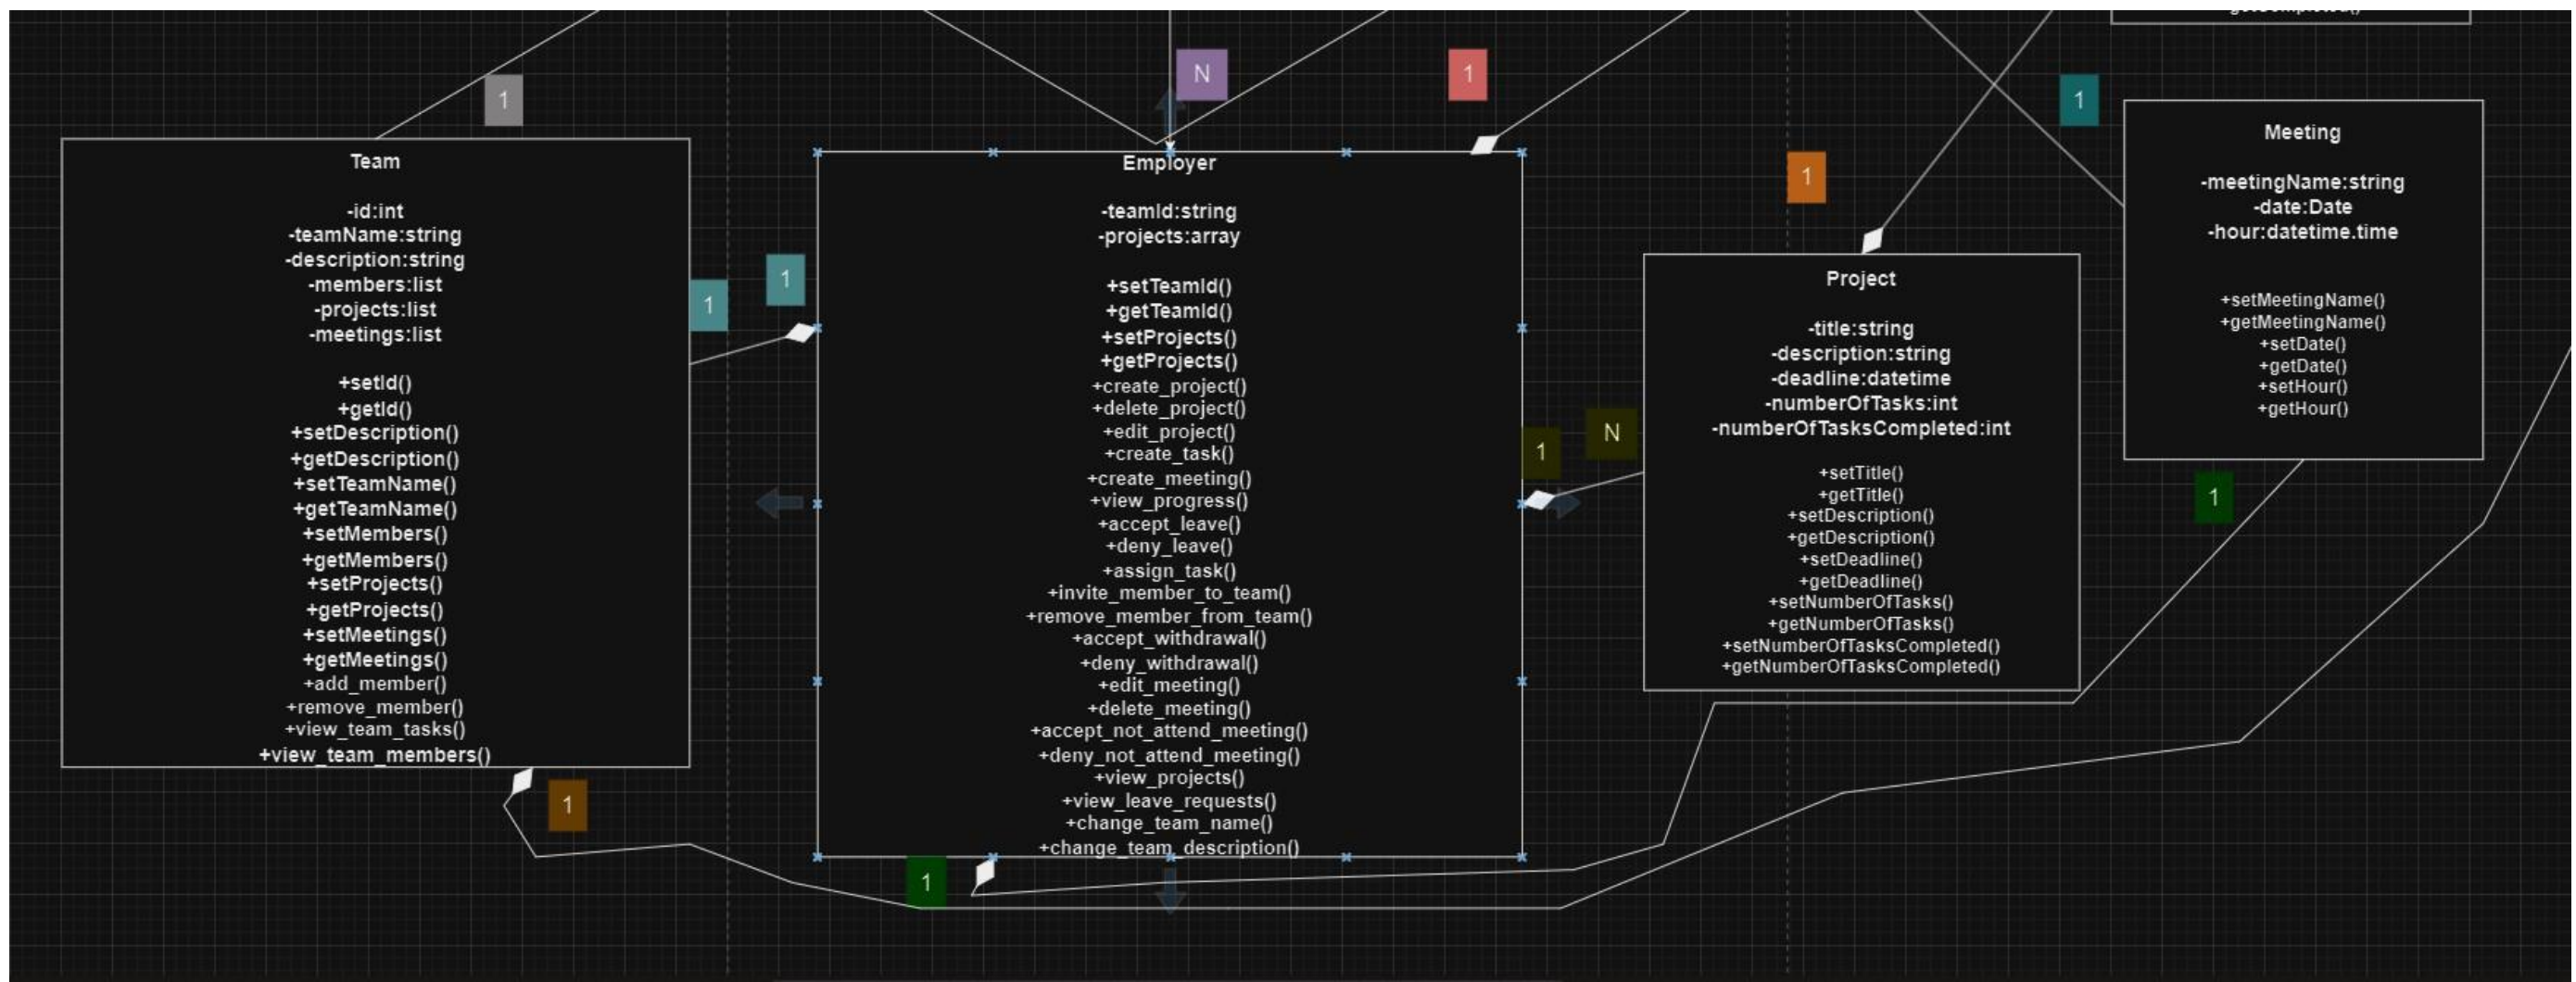 getCompleted()
N
1
1
1
Team
-id:int
-teamName:string
-description:string
-members:list
-projects:list
-meetings:list
+setId()
+getId()
+setDescription()
+getDescription()
+setTeamName()
+getTeamName()
+setMembers()
+getMembers()
+setProjects()
+getProjects()
+setMeetings()
+getMeetings()
+add_member()
+remove_member()
+view_team_tasks()
+view_team_members()
1
1
1
Employer
-teamId:string
-projects:array
+setTeamId()
+getTeamId()
+setProjects()
+getProjects()
+create_project()
+delete_project()
+edit_project()
+create_task()
+create_meeting()
+view_progress()
+accept_leave()
+deny_leave()
+assign_task()
+invite_member_to_team()
+remove_member_from_team()
+accept_withdrawal()
+deny_withdrawal()
+edit_meeting()
+delete_meeting()
+accept_not_attend_meeting()
+deny_not_attend_meeting()
+view_projects()
+view_leave_requests()
+change_team_name()
+change_team_description()
1
1
N
1
Project
-title:string
-description:string
-deadline:datetime
-numberOfTasks:int
-numberOfTasksCompleted:int
+setTitle()
+getTitle()
+setDescription()
+getDescription()
+setDeadline()
+getDeadline()
+setNumberOfTasks()
+getNumberOfTasks()
+setNumberOfTasksCompleted()
+getNumberOfTasksCompleted()
Meeting
-meetingName:string
-date:Date
-hour:datetime.time
+setMeetingName()
+getMeetingName()
+setDate()
+getDate()
+setHour()
+getHour()
1